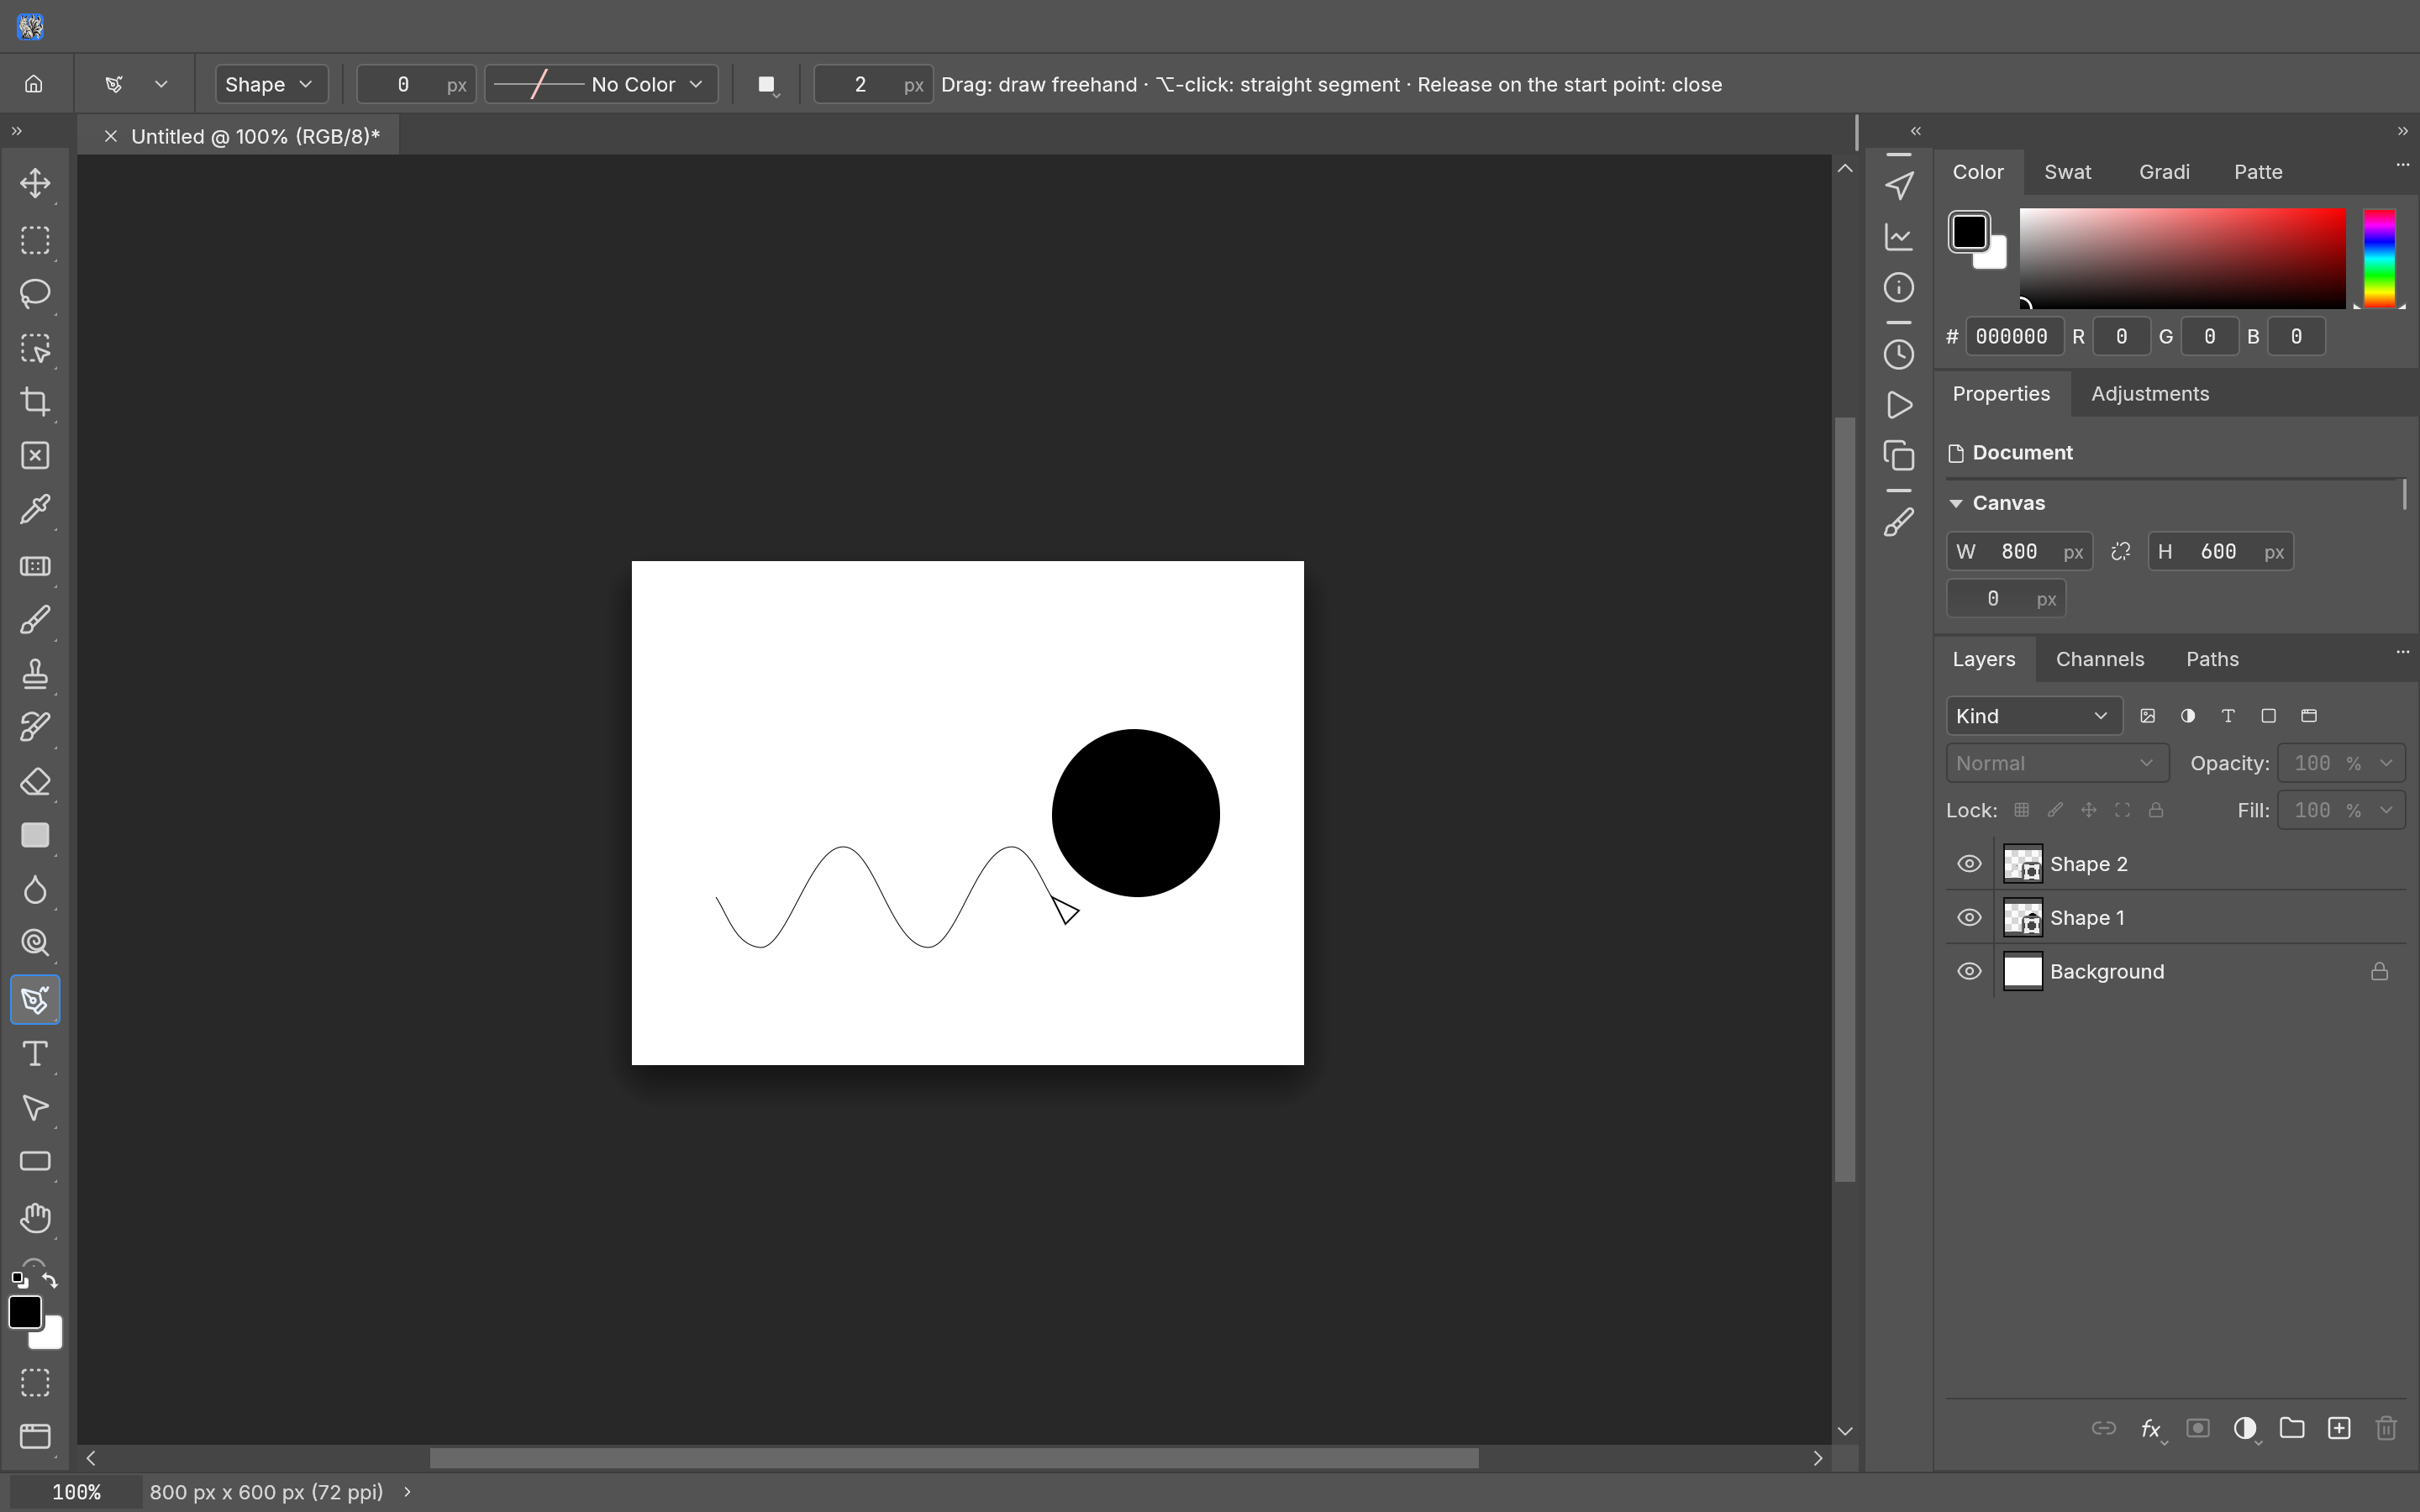 Shape 0 px No Color 2 px Drag: draw freehand · ⌥-click: straight segment · Release on the start point: close
Untitled @ 100% (RGB/8)*
Color Swat Gradi Patte
# 000000 R 0 G 0 B 0
Properties Adjustments
Document
Canvas
W 800 px H 600 px
0 px
Layers Channels Paths
Kind
Normal Opacity: 100 %
Lock: Fill: 100 %
Shape 2
Shape 1
Background
fx
100% 800 px x 600 px (72 ppi)